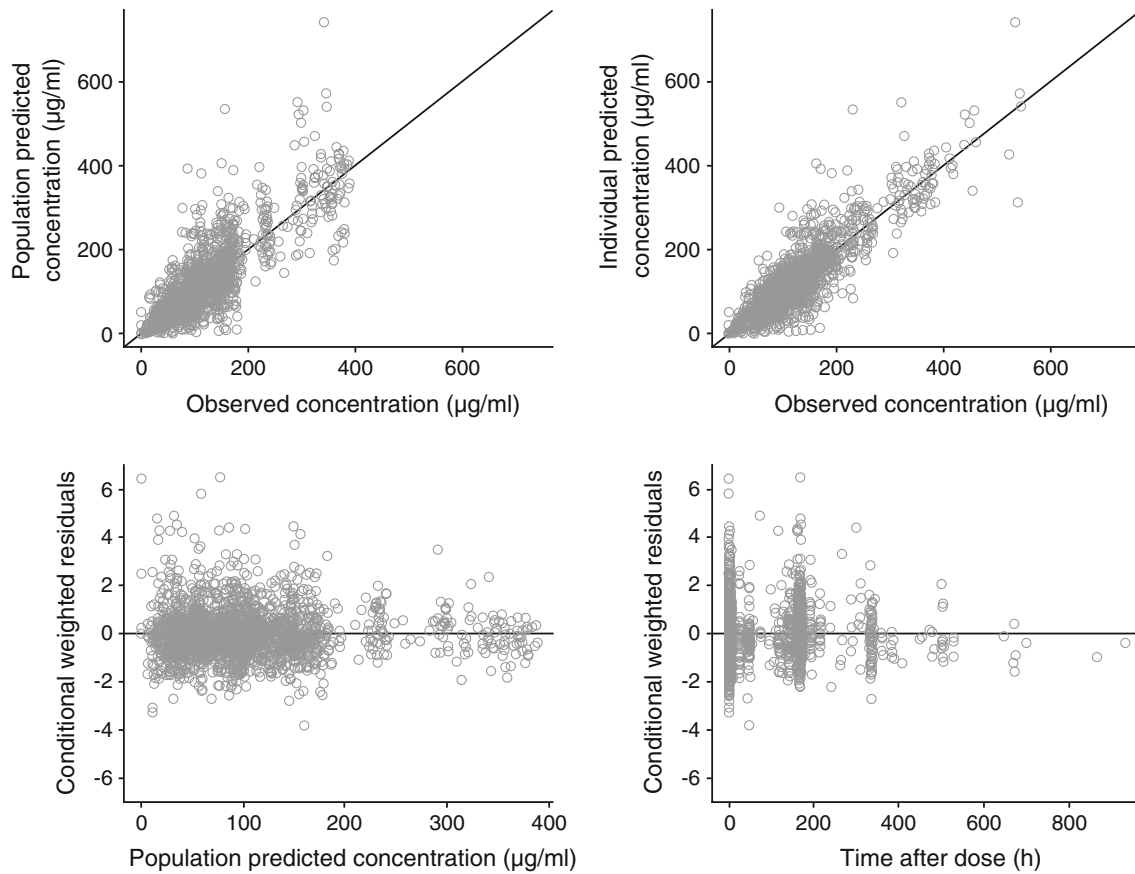 Population predicted
concentration (µg/ml)
600
400
200
0
0 200 400 600
Observed concentration (µg/ml)
Individual predicted
concentration (µg/ml)
600
400
200
0
0 200 400 600
Observed concentration (µg/ml)
Conditional weighted residuals
6
4
2
0
-2
-4
-6
0 100 200 300 400
Population predicted concentration (µg/ml)
Conditional weighted residuals
6
4
2
0
-2
-4
-6
0 200 400 600 800
Time after dose (h)